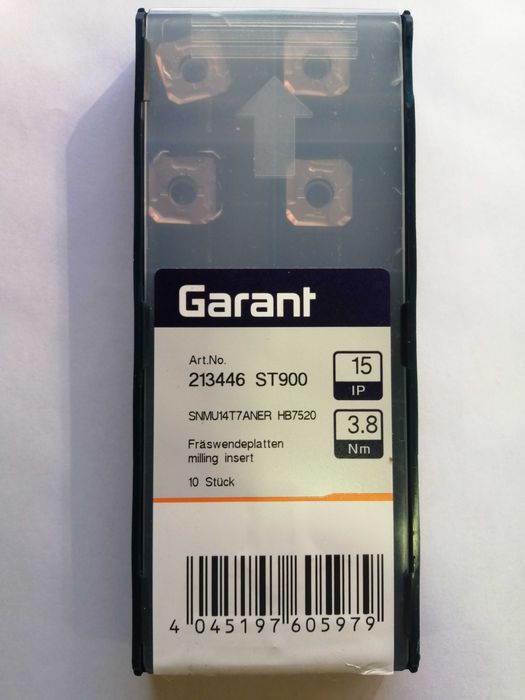 Garant
Art.No.
213446 ST900
15
IP
SNMU14T7ANER HB7520
3.8
Nm
Fräswendeplatten
milling insert
10 Stück
4 045197 605979